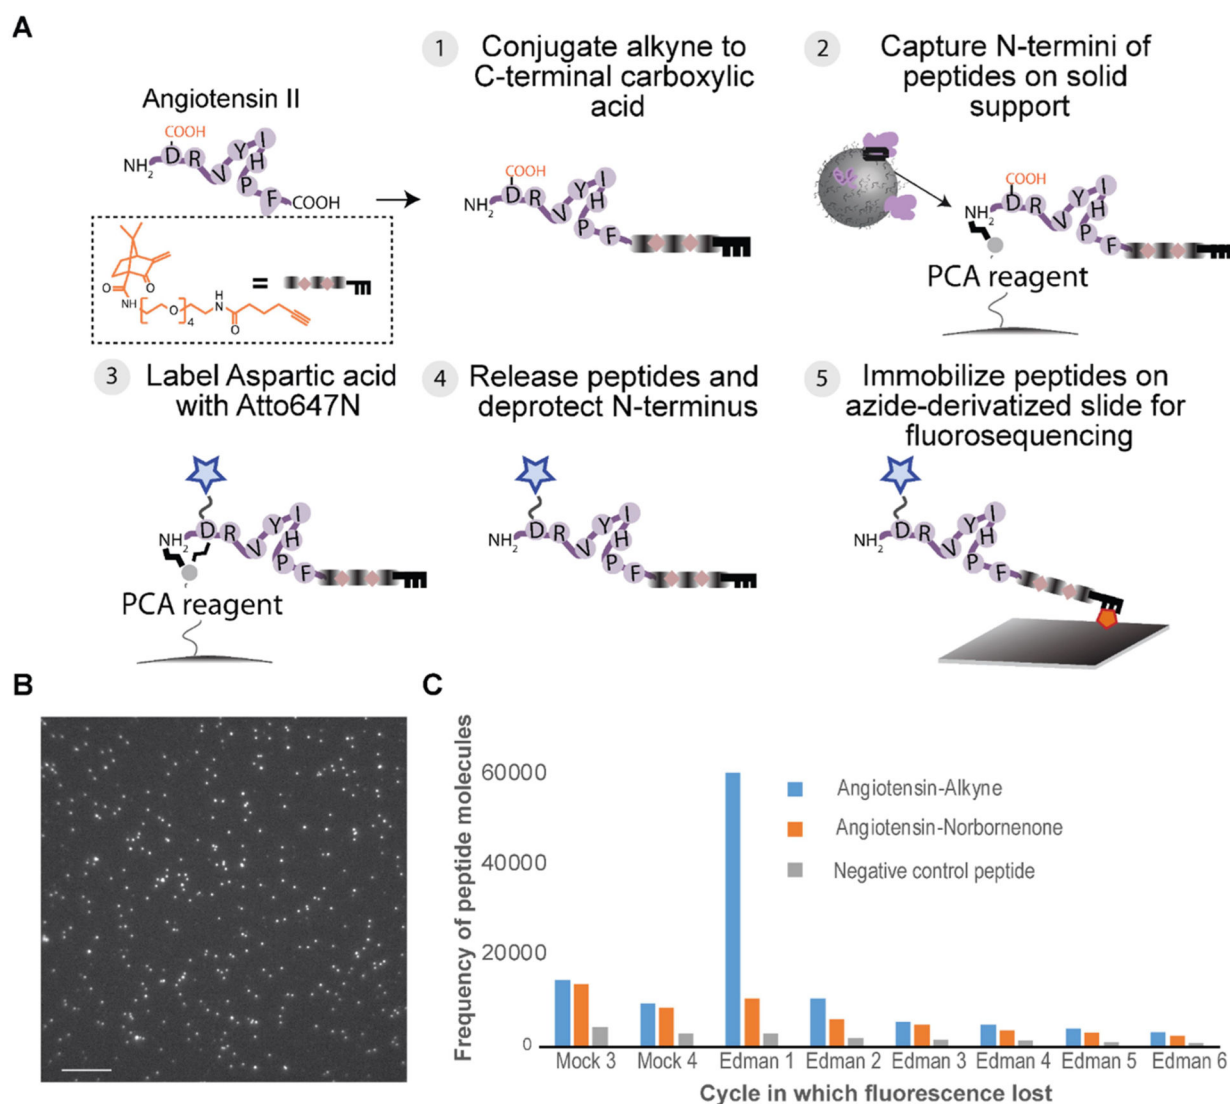 A
Angiotensin II
COOH
NH2
D R V Y I H P F
COOH
O
O
NH
O
4
H
N
O
=
1
Conjugate alkyne to
C-terminal carboxylic
acid
COOH
NH2
D R V Y I H P F
2
Capture N-termini of
peptides on solid
support
COOH
NH2
D R V Y I H P F
PCA reagent
3
Label Aspartic acid
with Atto647N
NH2
D R V Y I H P F
PCA reagent
4
Release peptides and
deprotect N-terminus
NH2
D R V Y I H P F
5
Immobilize peptides on
azide-derivatized slide for
fluorosequencing
NH2
D R V Y I H P F
B
C
Frequency of peptide molecules
60000
40000
20000
0
Angiotensin-Alkyne
Angiotensin-Norbornenone
Negative control peptide
Mock 3 Mock 4 Edman 1 Edman 2 Edman 3 Edman 4 Edman 5 Edman 6
Cycle in which fluorescence lost